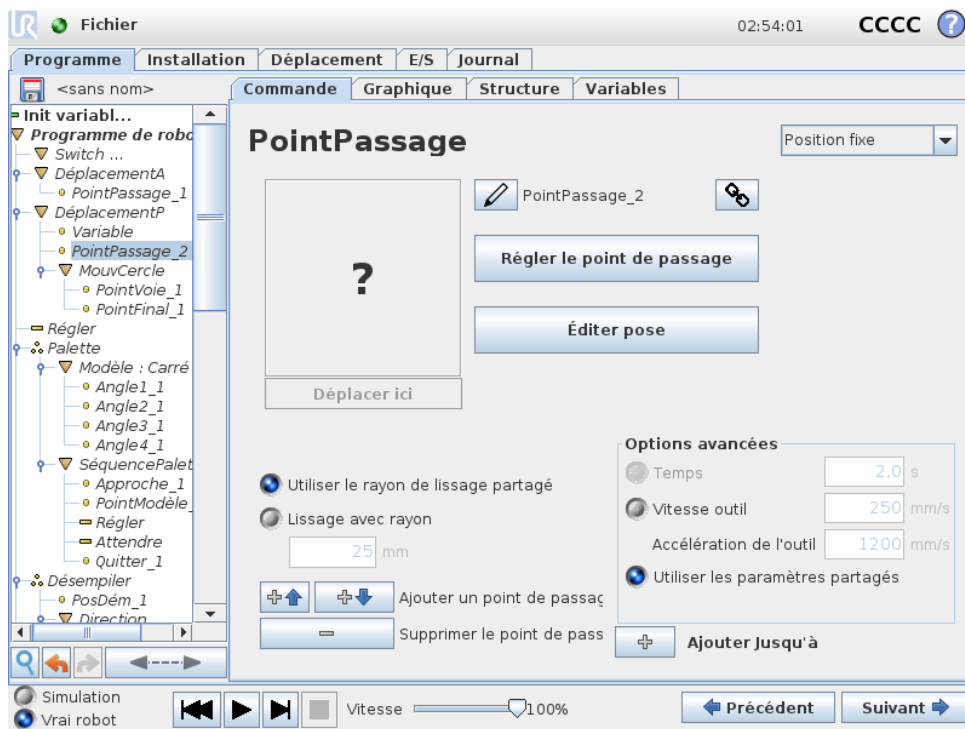 UR Fichier 02:54:01 CCCC ?
Programme Installation Déplacement E/S Journal
<sans nom> Commande Graphique Structure Variables
Init variabl...
Programme de robo
Switch ...
DéplacementA
PointPassage_1
DéplacementP
Variable
PointPassage_2
MouvCercle
PointVoie_1
PointFinal_1
Régler
Palette
Modèle : Carré
Angle1_1
Angle2_1
Angle3_1
Angle4_1
SéquencePalet
Approche_1
PointModèle_
Régler
Attendre
Quitter_1
Désempiler
PosDém_1
Direction
PointPassage
Position fixe
?
PointPassage_2
Régler le point de passage
Éditer pose
Déplacer ici
Utiliser le rayon de lissage partagé
Lissage avec rayon
25 mm
Ajouter un point de passag
Supprimer le point de pass
Options avancées
Temps 2,0 s
Vitesse outil 250 mm/s
Accélération de l'outil 1200 mm/s
Utiliser les paramètres partagés
Ajouter Jusqu'à
Simulation
Vrai robot
Vitesse 100%
Précédent Suivant